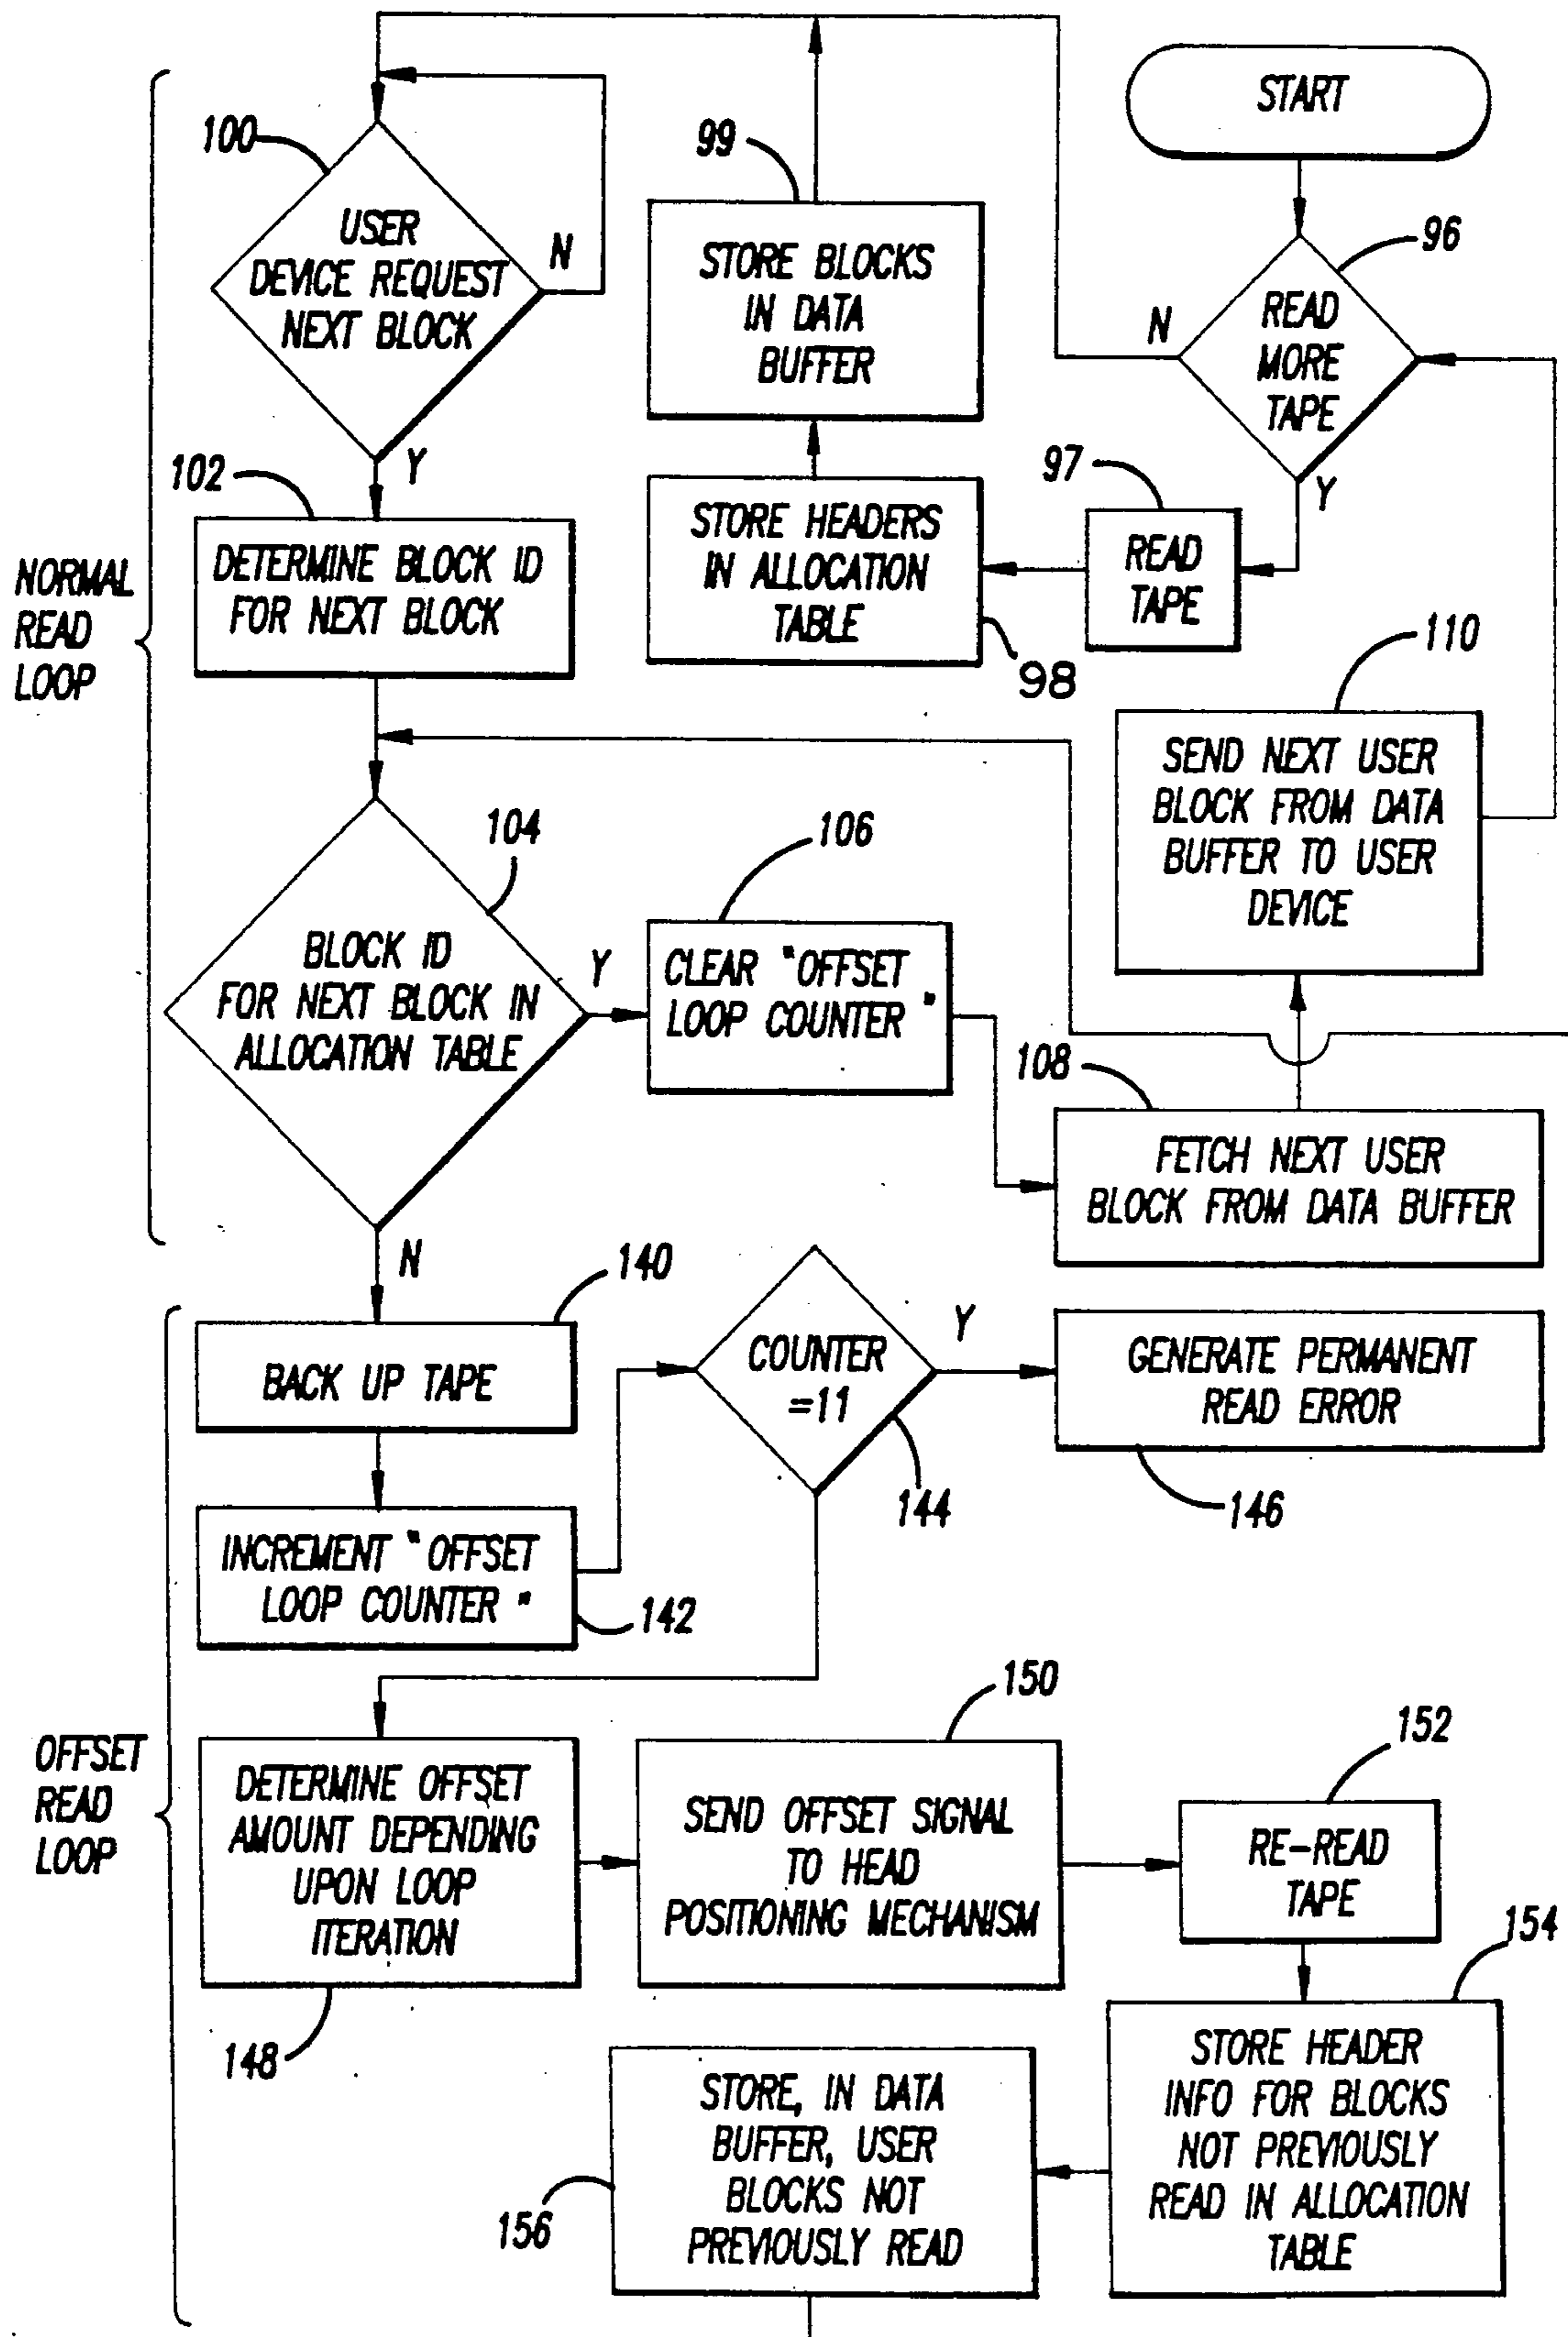 START
96
READ
MORE
TAPE
N
Y
97
READ
TAPE
STORE HEADERS
IN ALLOCATION
TABLE
98
99
STORE BLOCKS
IN DATA
BUFFER
NORMAL
READ
LOOP
100
USER
DEVICE REQUEST
NEXT BLOCK
N
Y
102
DETERMINE BLOCK ID
FOR NEXT BLOCK
104
BLOCK ID
FOR NEXT BLOCK IN
ALLOCATION TABLE
Y
N
106
CLEAR "OFFSET
LOOP COUNTER"
108
FETCH NEXT USER
BLOCK FROM DATA BUFFER
110
SEND NEXT USER
BLOCK FROM DATA
BUFFER TO USER
DEVICE
OFFSET
READ
LOOP
140
BACK UP TAPE
INCREMENT "OFFSET
LOOP COUNTER"
142
COUNTER
=11
144
Y
GENERATE PERMANENT
READ ERROR
146
DETERMINE OFFSET
AMOUNT DEPENDING
UPON LOOP
ITERATION
148
150
SEND OFFSET SIGNAL
TO HEAD
POSITIONING MECHANISM
152
RE-READ
TAPE
154
STORE HEADER
INFO FOR BLOCKS
NOT PREVIOUSLY
READ IN ALLOCATION
TABLE
STORE, IN DATA
BUFFER, USER
BLOCKS NOT
PREVIOUSLY READ
156